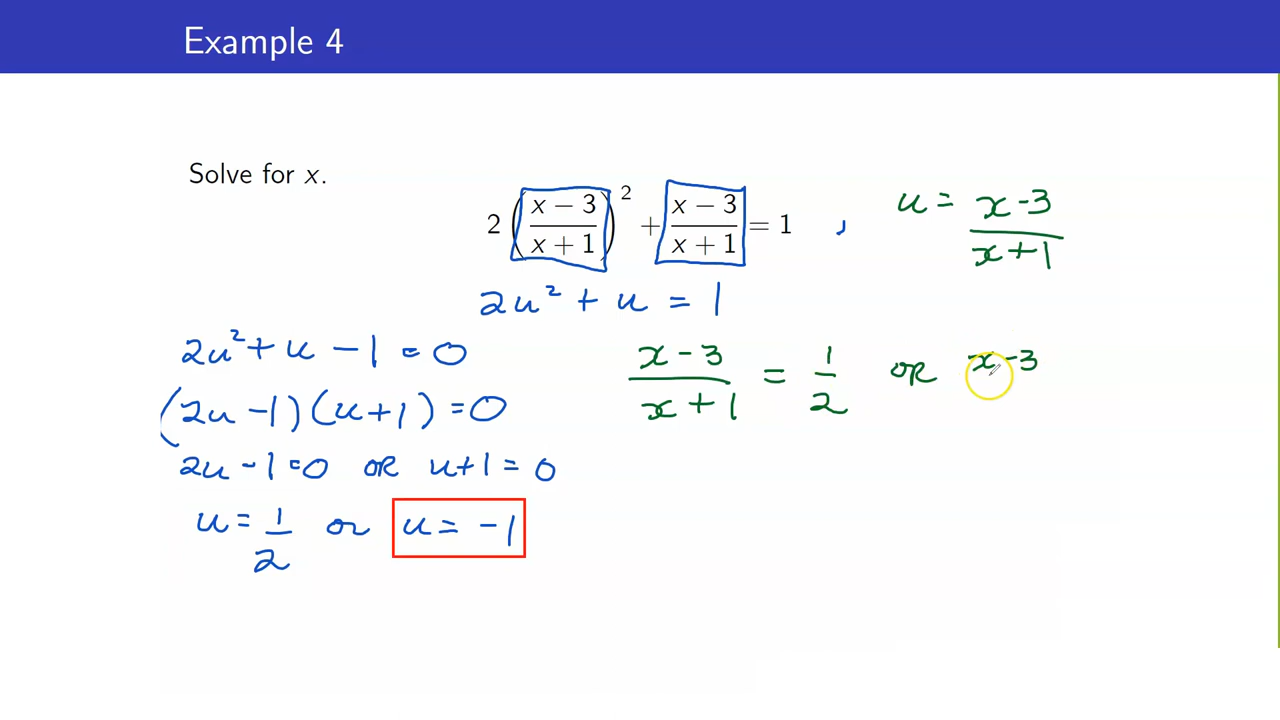 Example 4
Solve for x.
2 ( (x − 3)/(x + 1) )² + (x − 3)/(x + 1) = 1 , u = (x - 3)/(x + 1)
2u² + u = 1
2u² + u - 1 = 0
(2u - 1)(u + 1) = 0
2u - 1 = 0 OR u + 1 = 0
u = 1/2 or u = -1
(x - 3)/(x + 1) = 1/2 or x - 3